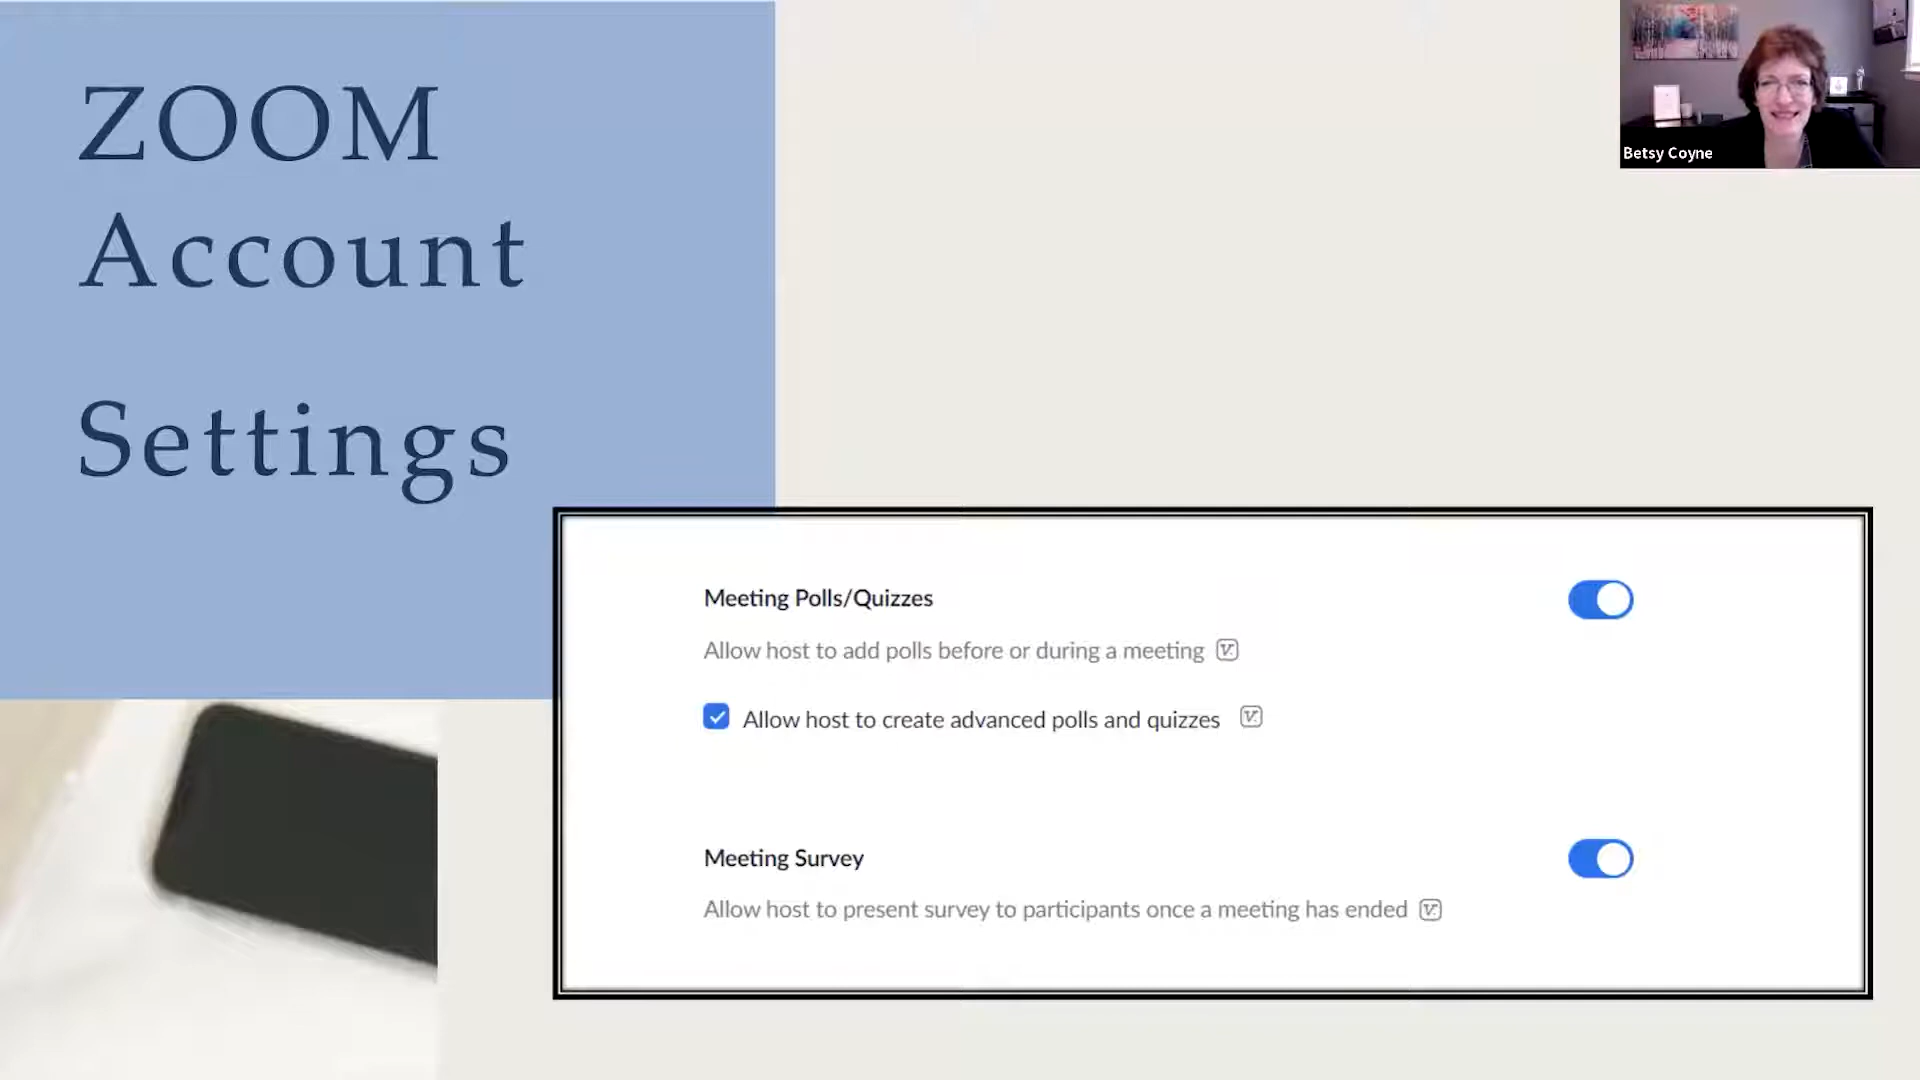 ZOOM
Account
Settings
Betsy Coyne
Meeting Polls/Quizzes
Allow host to add polls before or during a meeting
Allow host to create advanced polls and quizzes
Meeting Survey
Allow host to present survey to participants once a meeting has ended